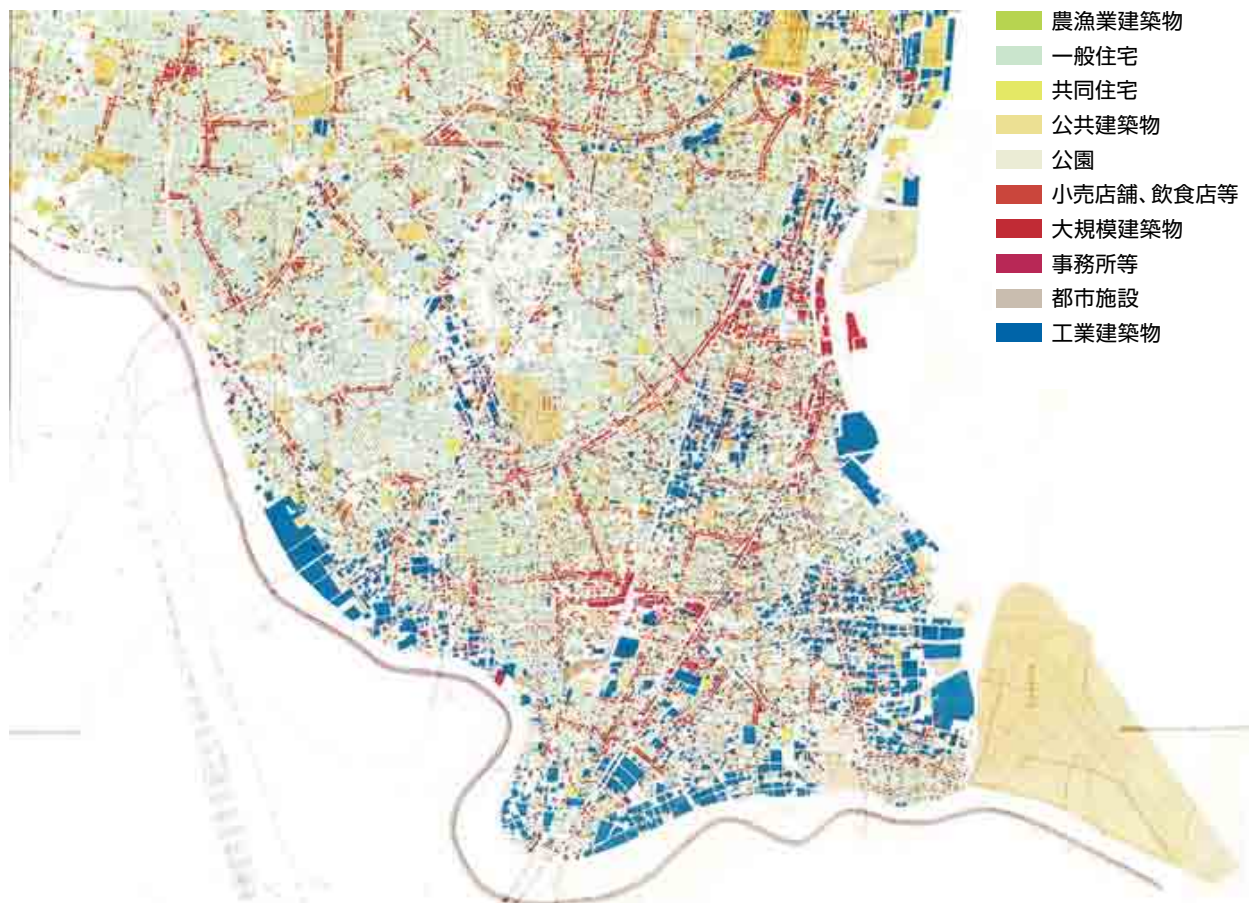 農漁業建築物
一般住宅
共同住宅
公共建築物
公園
小売店舗、飲食店等
大規模建築物
事務所等
都市施設
工業建築物